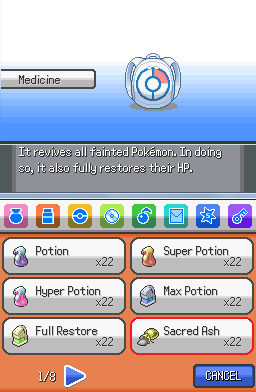 Medicine
It revives all fainted Pokémon. In doing
so, it also fully restores their HP.
Potion
x22
Super Potion
x22
Hyper Potion
x22
Max Potion
x22
Full Restore
x22
Sacred Ash
x22
1/8
CANCEL